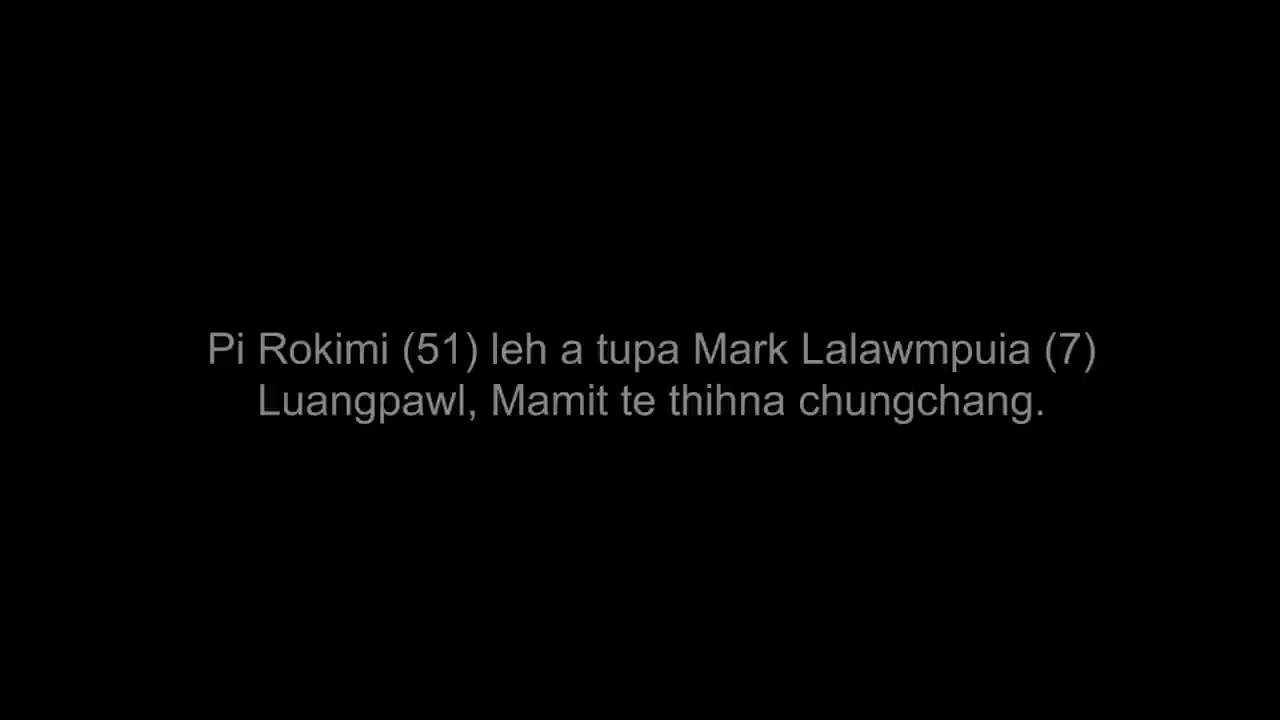 Pi Rokimi (51) leh a tupa Mark Lalawmpuia (7)
Luangpawl, Mamit te thihna chungchang.